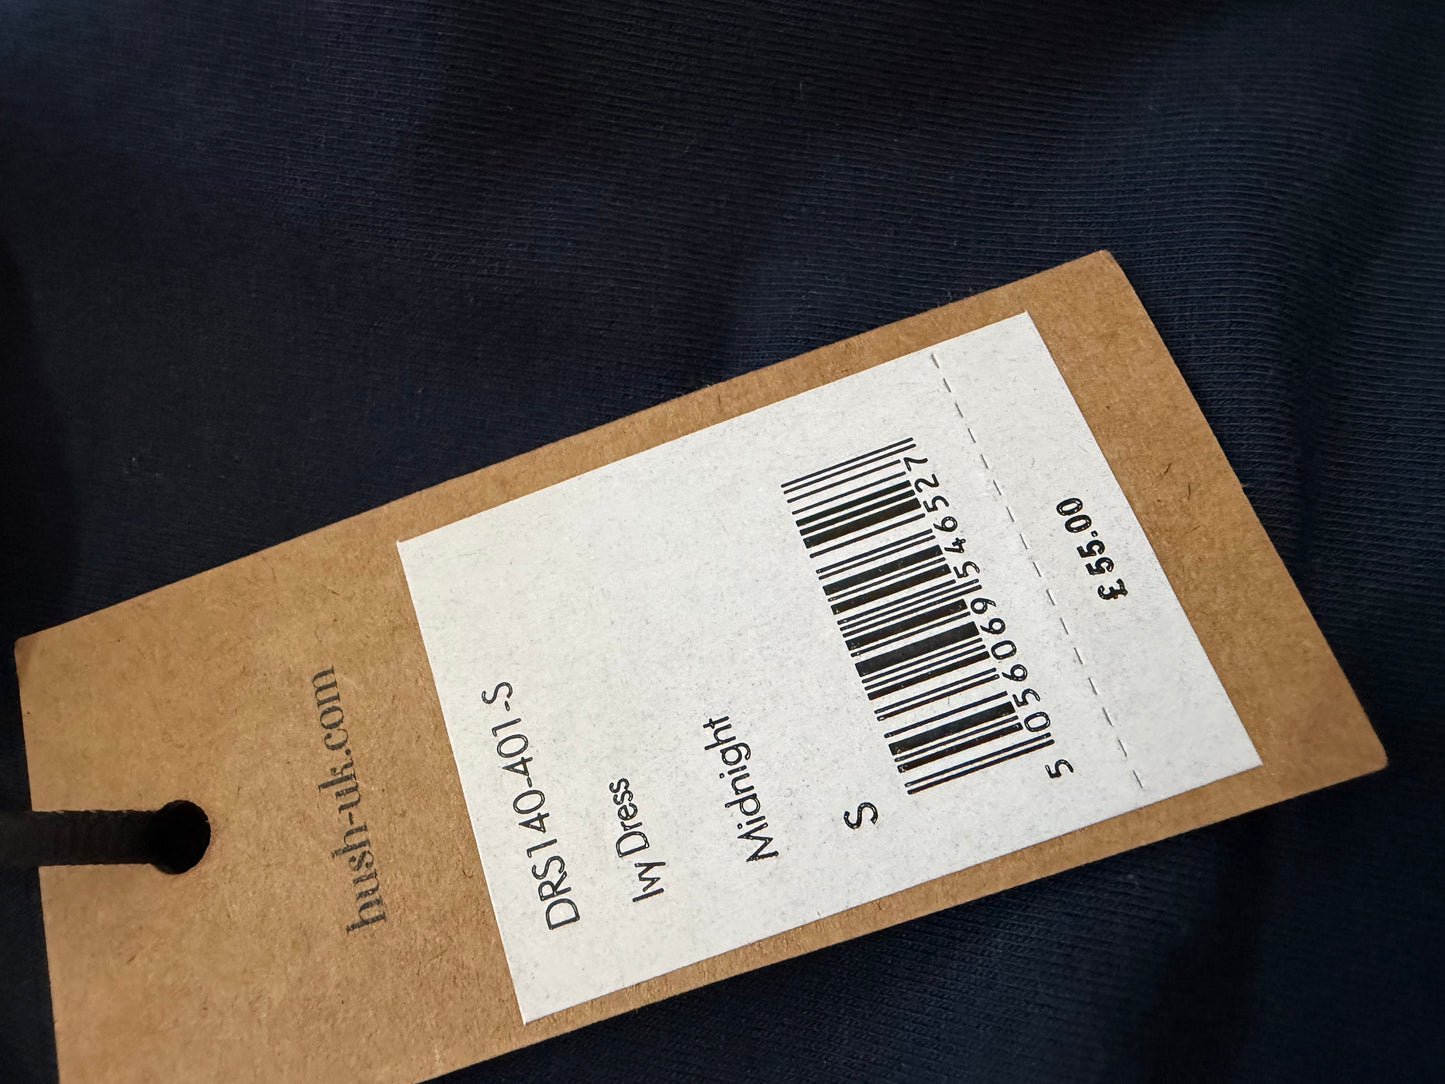 hush-uk.com
DRS140-401-S
Ivy Dress
Midnight
S
5 056069 546527
£55.00